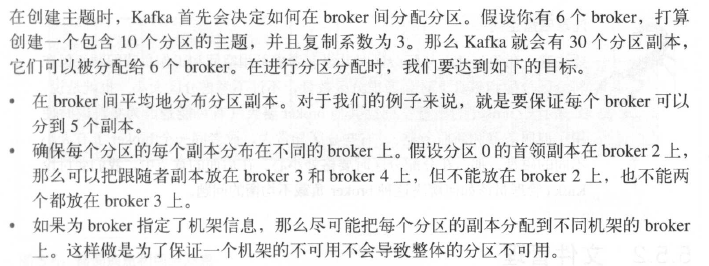 在创建主题时，Kafka 首先会决定如何在 broker 间分配分区。假设你有 6 个 broker，打算
创建一个包含 10 个分区的主题，并且复制系数为 3。那么 Kafka 就会有 30 个分区副本，
它们可以被分配给 6 个 broker。在进行分区分配时，我们要达到如下的目标。
• 在 broker 间平均地分布分区副本。对于我们的例子来说，就是要保证每个 broker 可以
分到 5 个副本。
• 确保每个分区的每个副本分布在不同的 broker 上。假设分区 0 的首领副本在 broker 2 上，
那么可以把跟随者副本放在 broker 3 和 broker 4 上，但不能放在 broker 2 上，也不能两
个都放在 broker 3 上。
• 如果为 broker 指定了机架信息，那么尽可能把每个分区的副本分配到不同机架的 broker
上。这样做是为了保证一个机架的不可用不会导致整体的分区不可用。